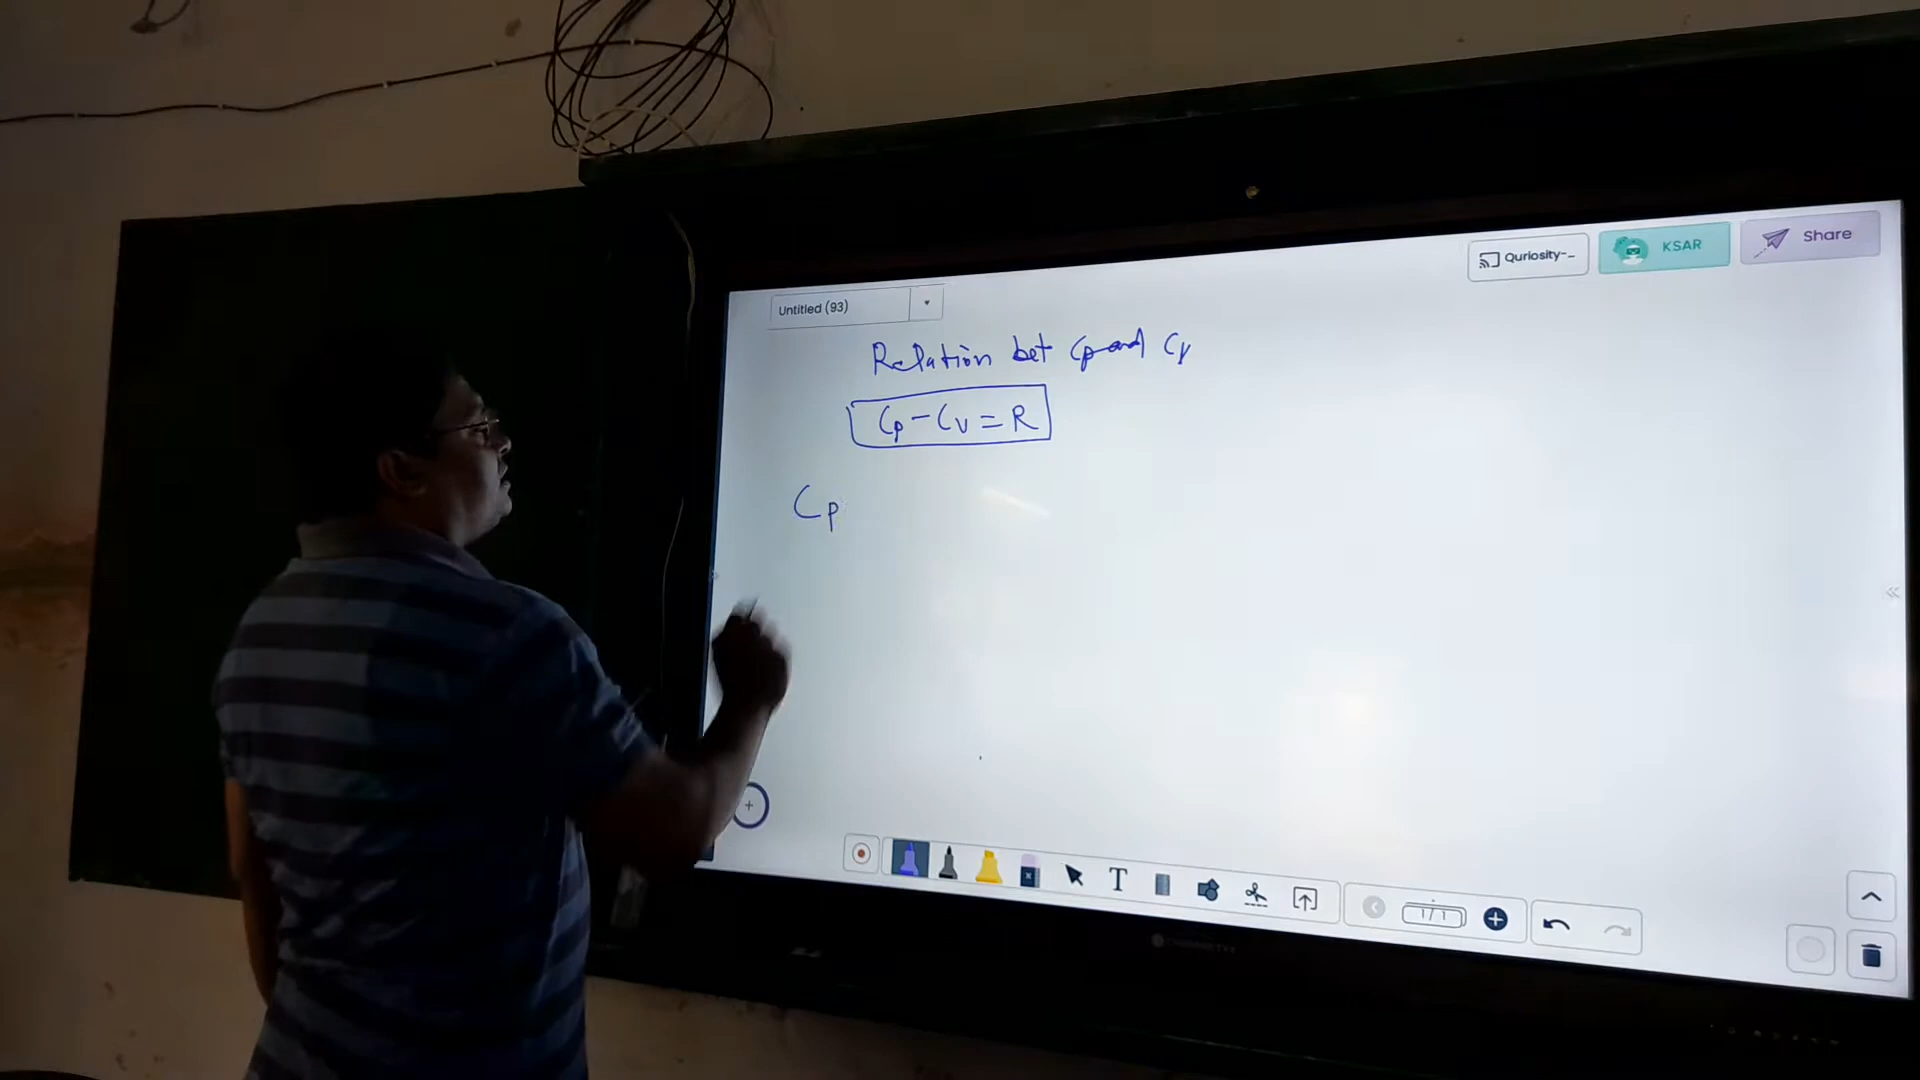 Quriosity-_
KSAR
Share
Untitled (93)
Relation bet Cp and Cv
Cp - Cv = R
Cp
T
1 / 1